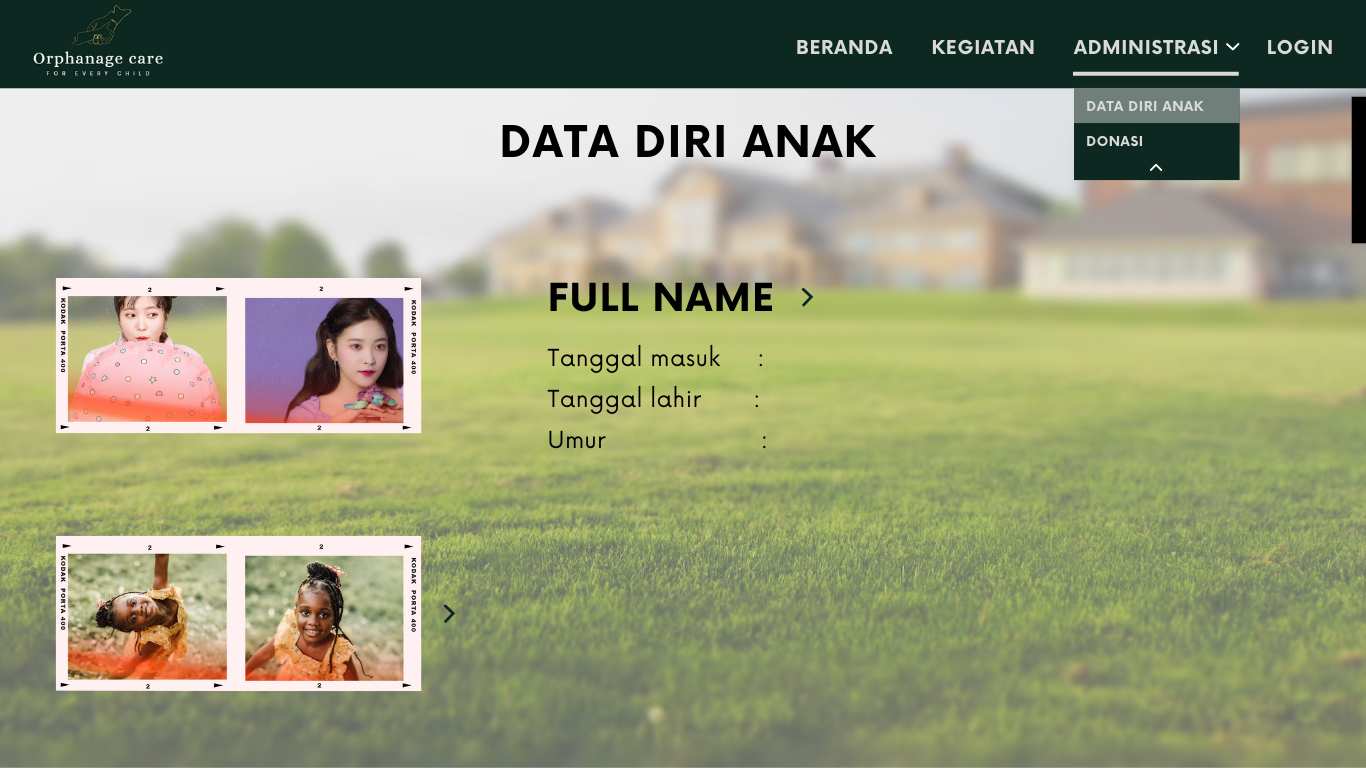 Orphanage care
FOR EVERY CHILD
BERANDA
KEGIATAN
ADMINISTRASI
LOGIN
DATA DIRI ANAK
DONASI
DATA DIRI ANAK
2
2
KODAK PORTA 400
KODAK PORTA 400
2
2
FULL NAME
Tanggal masuk :
Tanggal lahir :
Umur :
2
2
KODAK PORTA 400
KODAK PORTA 400
2
2